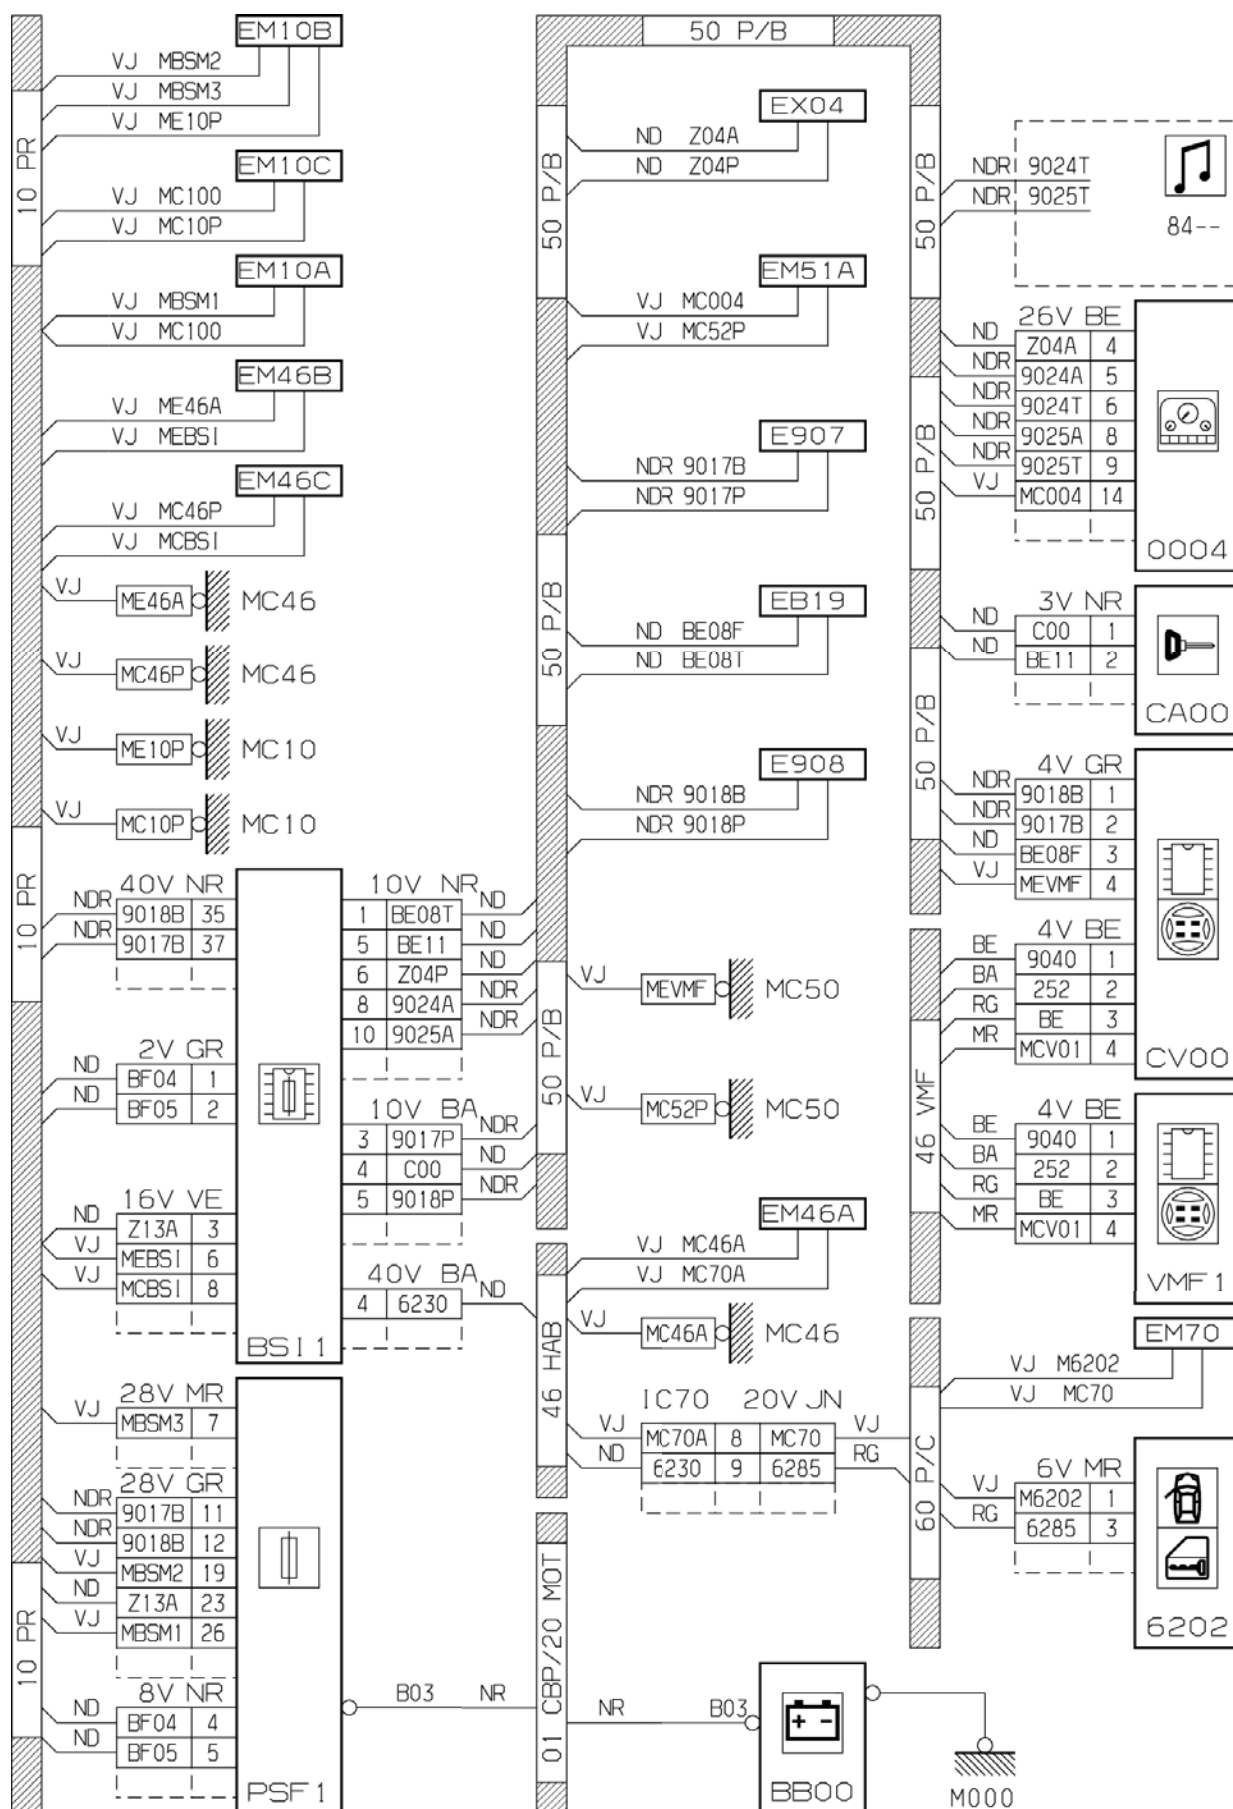 EM10B
VJ MBSM2
VJ MBSM3
VJ ME10P
10 PR
EM10C
VJ MC100
VJ MC10P
EM10A
VJ MBSM1
VJ MC100
EM46B
VJ ME46A
VJ MEBSI
EM46C
VJ MC46P
VJ MCBSI
VJ ME46A MC46
VJ MC46P MC46
VJ ME10P MC10
VJ MC10P MC10
10 PR
40V NR
NDR 9018B 35
NDR 9017B 37
2V GR
ND BF04 1
ND BF05 2
16V VE
ND Z13A 3
VJ MEBSI 6
VJ MCBSI 8
10V NR
1 BE08T ND
5 BE11 ND
6 Z04P ND
8 9024A NDR
10 9025A NDR
10V BA
3 9017P NDR
4 C00 ND
5 9018P NDR
40V BA
4 6230 ND
BSI1
28V MR
VJ MBSM3 7
28V GR
NDR 9017B 11
NDR 9018B 12
VJ MBSM2 19
ND Z13A 23
VJ MBSM1 26
10 PR
8V NR
ND BF04 4
ND BF05 5
PSF1
B03 NR
50 P/B
50 P/B
EX04
ND Z04A
ND Z04P
EM51A
VJ MC004
VJ MC52P
E907
NDR 9017B
NDR 9017P
50 P/B
EB19
ND BE08F
ND BE08T
E908
NDR 9018B
NDR 9018P
50 P/B
VJ MEVMF MC50
VJ MC52P MC50
EM46A
VJ MC46A
VJ MC70A
46 HAB
VJ MC46A MC46
IC70 20V JN
VJ MC70A 8 MC70 VJ
ND 6230 9 6285 RG
01 CBP/20 MOT
NR B03
BB00
M000
50 P/B
NDR 9024T
NDR 9025T
84--
26V BE
ND Z04A 4
NDR 9024A 5
NDR 9024T 6
NDR 9025A 8
NDR 9025T 9
VJ MC004 14
0004
50 P/B
3V NR
ND C00 1
ND BE11 2
CA00
50 P/B
4V GR
NDR 9018B 1
NDR 9017B 2
ND BE08F 3
VJ MEVMF 4
4V BE
BE 9040 1
BA 252 2
RG BE 3
MR MCV01 4
CV00
46 VMF
4V BE
BE 9040 1
BA 252 2
RG BE 3
MR MCV01 4
VMF1
EM70
VJ M6202
VJ MC70
60 P/C
6V MR
VJ M6202 1
RG 6285 3
6202